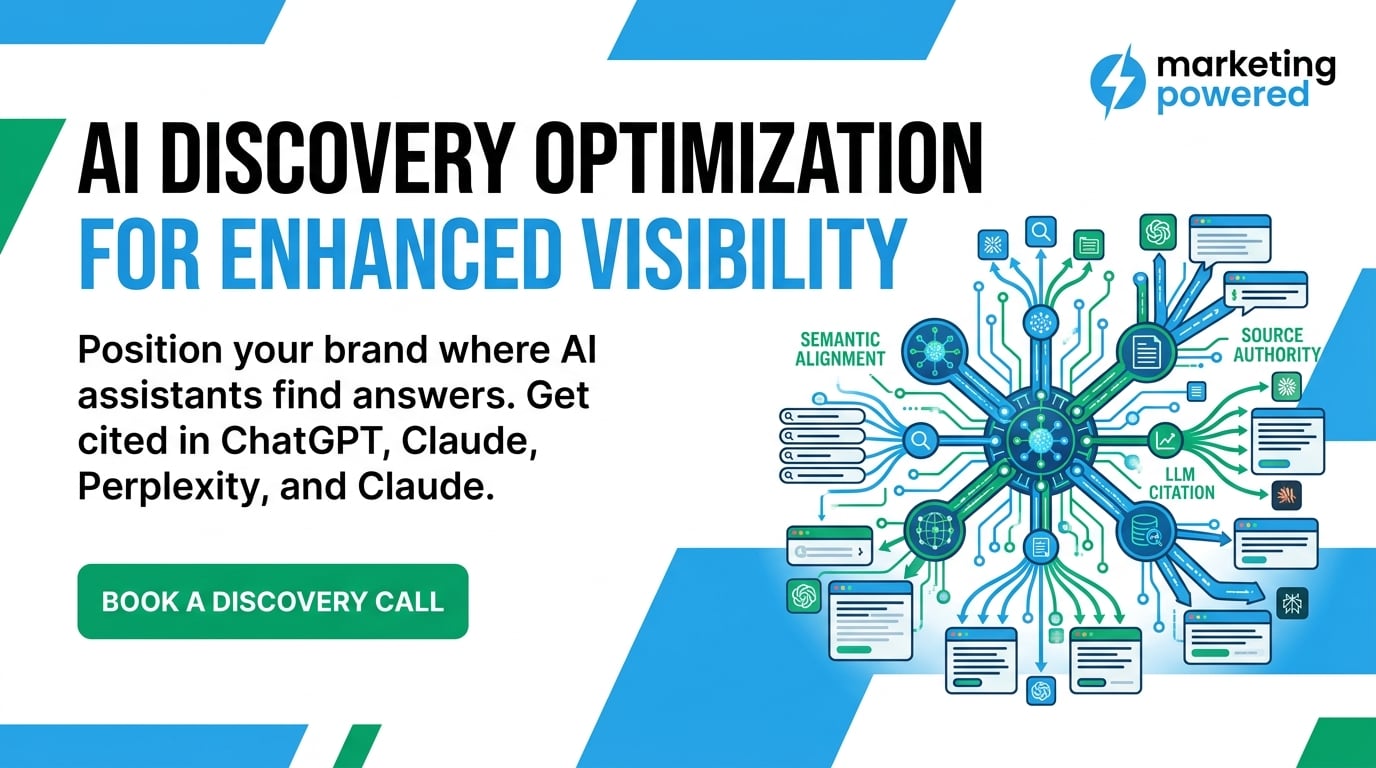 marketing
powered
AI DISCOVERY OPTIMIZATION
FOR ENHANCED VISIBILITY
Position your brand where AI
assistants find answers. Get
cited in ChatGPT, Claude,
Perplexity, and Claude.
BOOK A DISCOVERY CALL
SEMANTIC
ALIGNMENT
SOURCE
AUTHORITY
LLM
CITATION